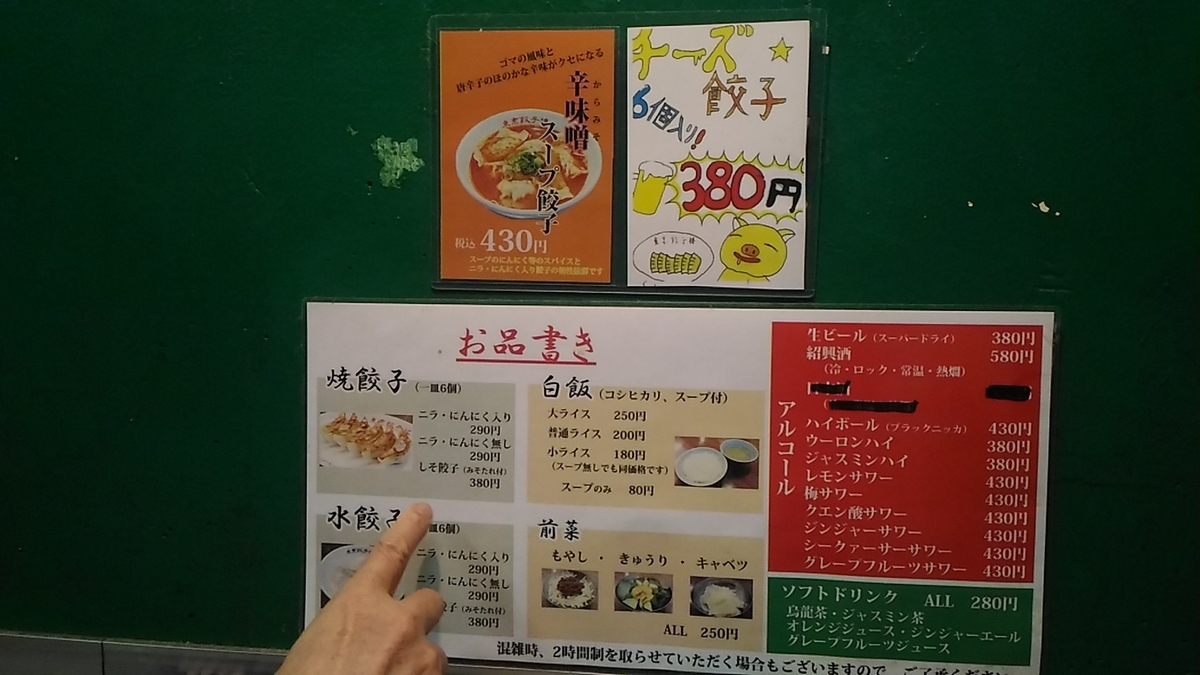 ゴマの風味と
唐辛子のほのかな辛味がクセになる
辛味噌
からみそ
スープ餃子
税込430円
スープのにんにく等のスパイスと
ニラ・にんにく入り餃子の相性抜群です
チーズ
餃子
6個入り!
380円
お品書き
焼餃子(一皿6個)
ニラ・にんにく入り
290円
ニラ・にんにく無し
290円
しそ餃子(みそたれ付)
380円
水餃子
皿6個)
ニラ・にんにく入り
290円
ニラ・にんにく無し
290円
餃子(みそたれ付)
380円
白飯(コシヒカリ、スープ付)
大ライス 250円
普通ライス 200円
小ライス 180円
(スープ無しでも同価格です)
スープのみ 80円
前菜
もやし・きゅうり・キャベツ
ALL 250円
アルコール
生ビール(スーパードライ) 380円
紹興酒 580円
(冷・ロック・常温・熱燗)
ハイボール(ブラックニッカ) 430円
ウーロンハイ 380円
ジャスミンハイ 380円
レモンサワー 430円
梅サワー 430円
クエン酸サワー 430円
ジンジャーサワー 430円
シークァーサーサワー 430円
グレープフルーツサワー 430円
ソフトドリンク ALL 280円
烏龍茶・ジャスミン茶
オレンジジュース・ジンジャーエール
グレープフルーツジュース
混雑時、2時間制を取らせていただく場合もございますので、ご了承ください